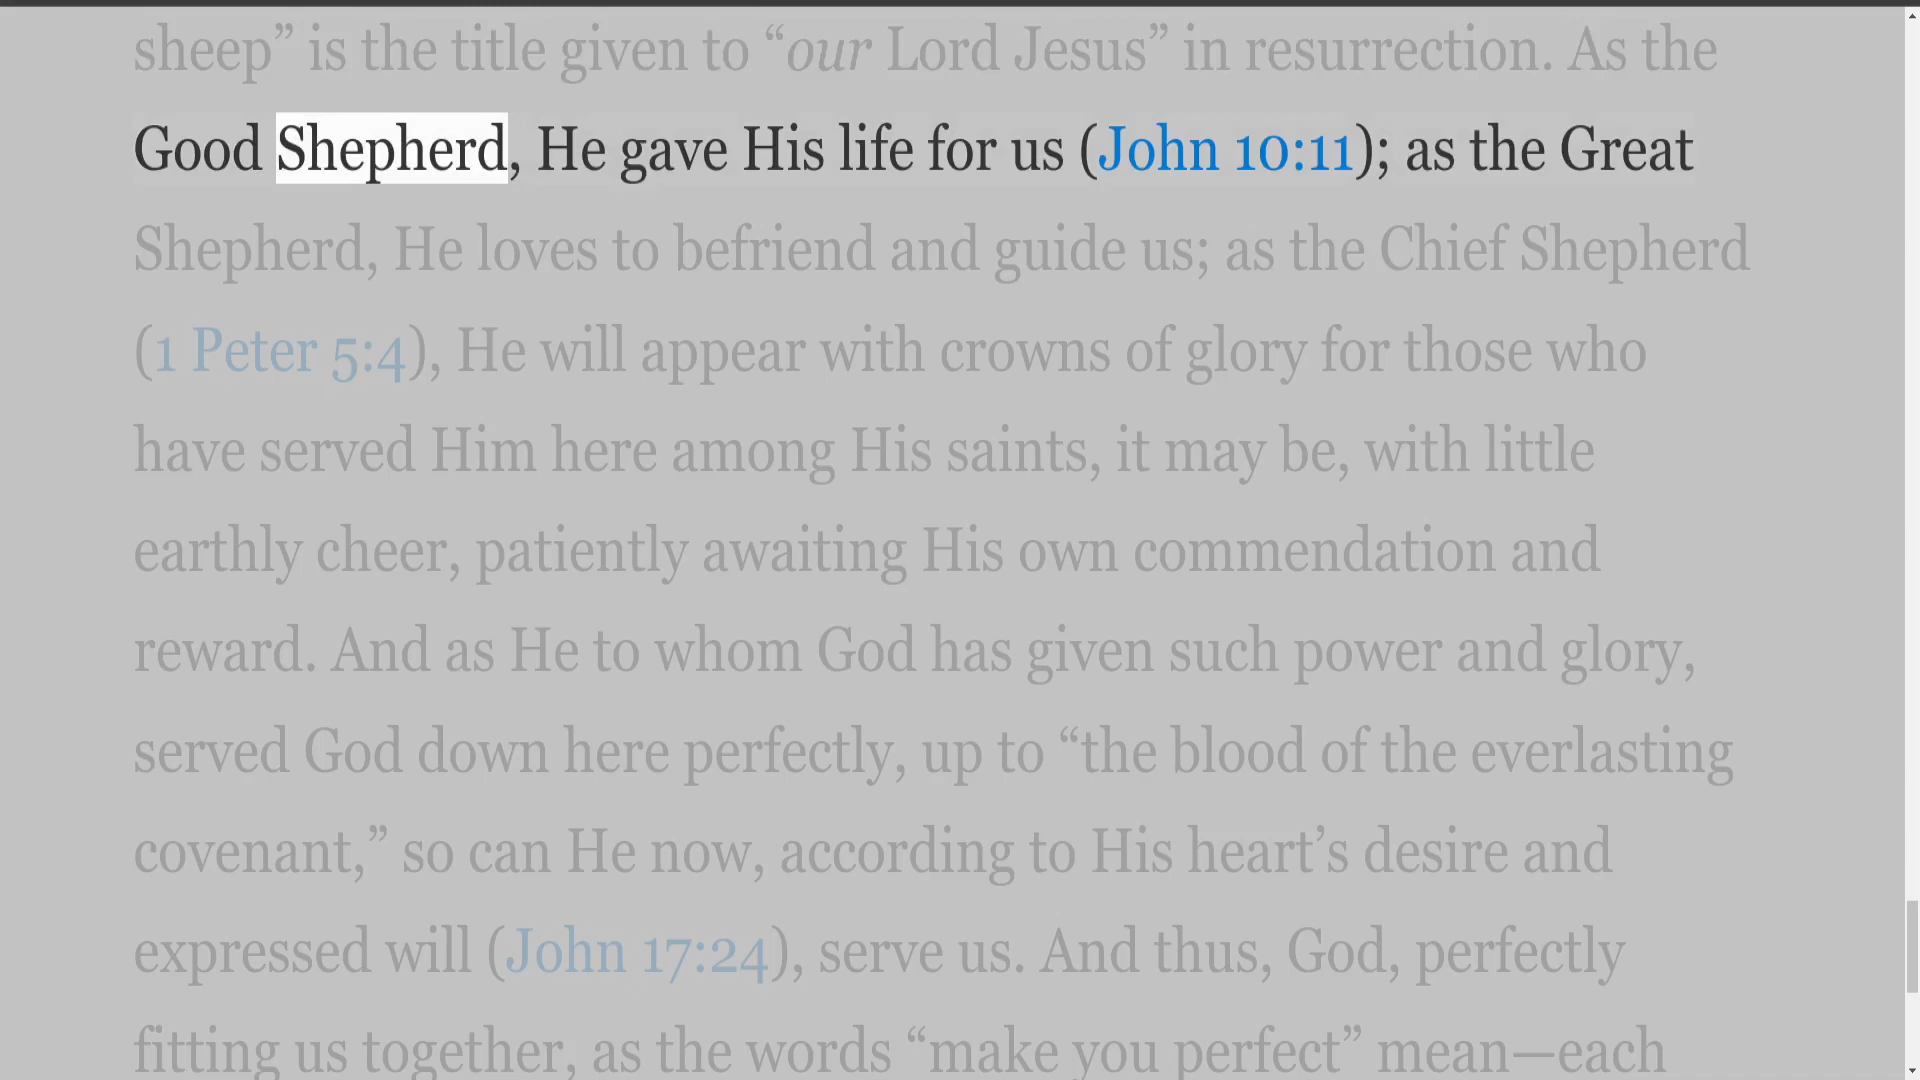 sheep” is the title given to “our Lord Jesus” in resurrection. As the
Good Shepherd, He gave His life for us (John 10:11); as the Great
Shepherd, He loves to befriend and guide us; as the Chief Shepherd
(1 Peter 5:4), He will appear with crowns of glory for those who
have served Him here among His saints, it may be, with little
earthly cheer, patiently awaiting His own commendation and
reward. And as He to whom God has given such power and glory,
served God down here perfectly, up to “the blood of the everlasting
covenant,” so can He now, according to His heart’s desire and
expressed will (John 17:24), serve us. And thus, God, perfectly
fitting us together, as the words “make you perfect” mean—each